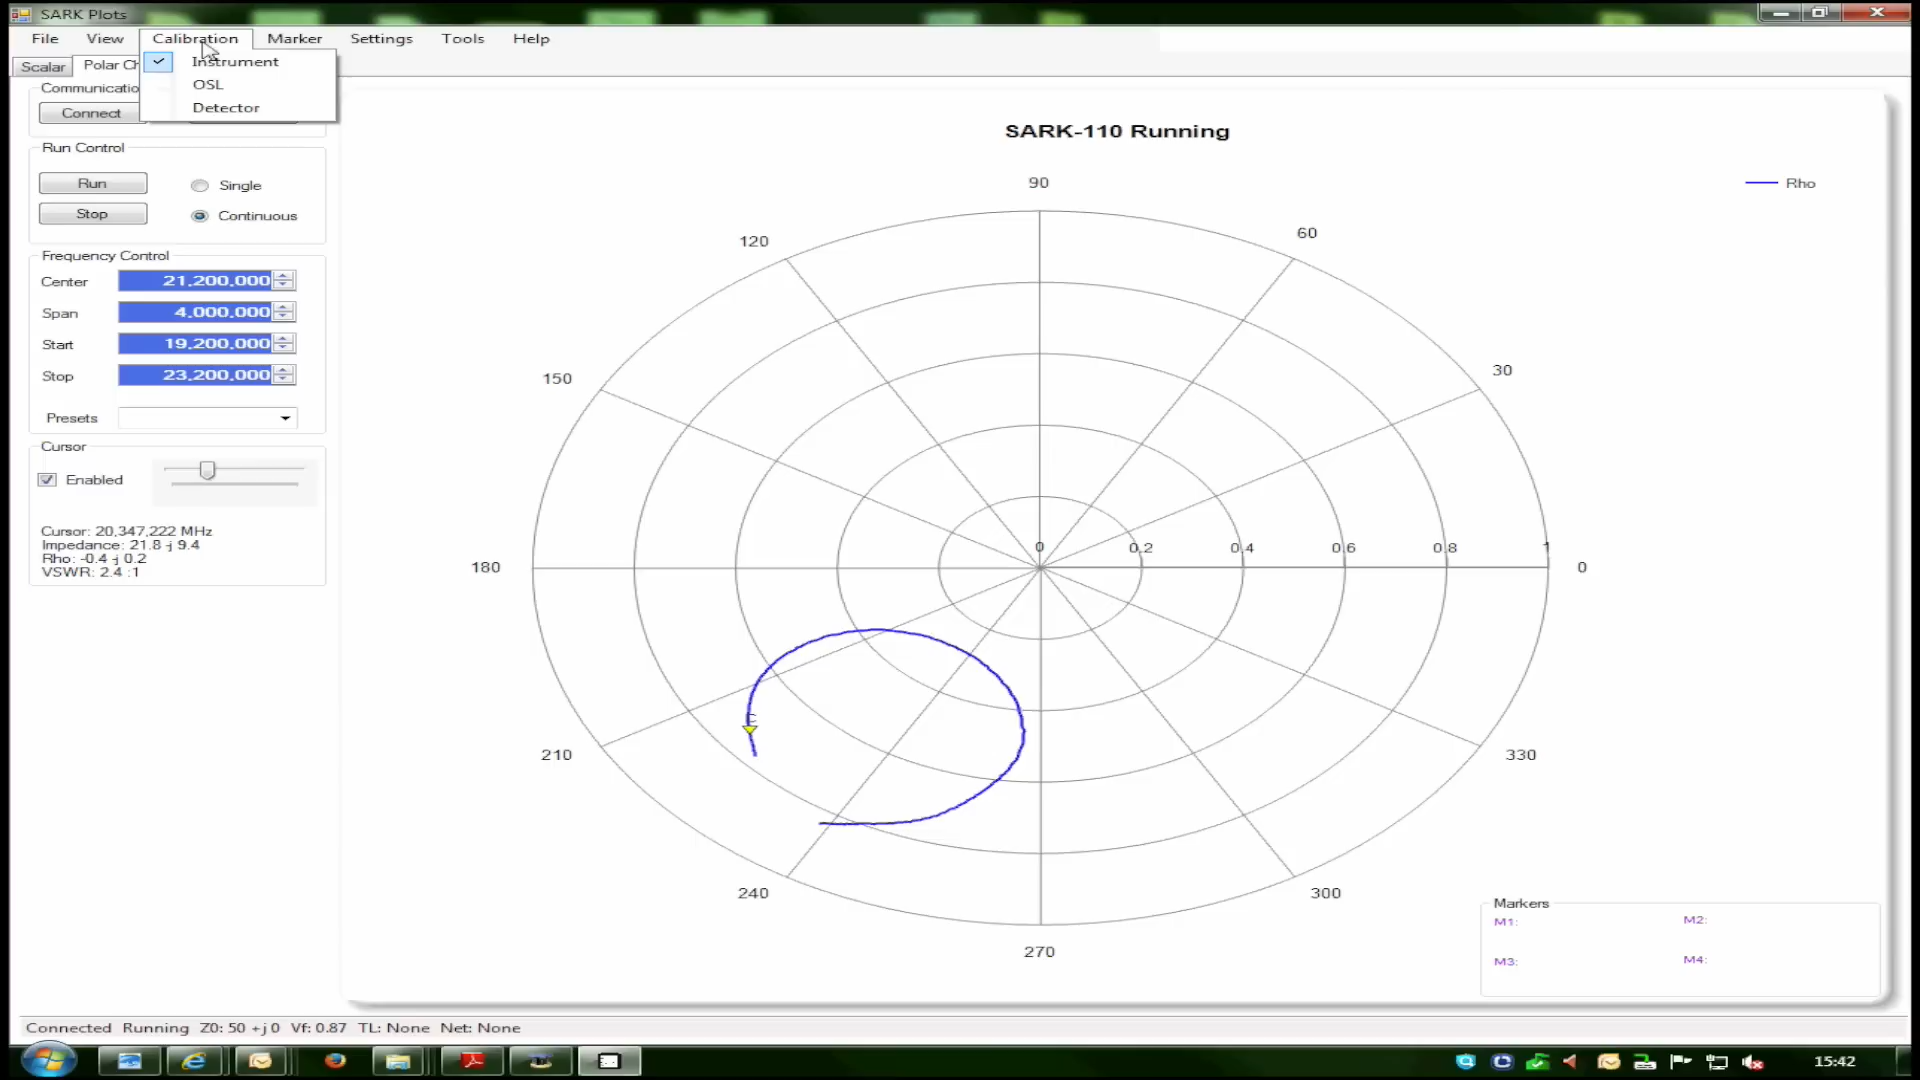 SARK Plots
File View Calibration Marker Settings Tools Help
Instrument
OSL
Detector
Scalar Polar Ch
Communicatio
Connect
Run Control
Run Single
Stop Continuous
Frequency Control
Center 21,200,000
Span 4,000,000
Start 19,200,000
Stop 23,200,000
Presets
Cursor
Enabled
Cursor: 20,347,222 MHz
Impedance: 21.8 -j 9.4
Rho: -0.4 -j 0.2
VSWR: 2.4 :1
SARK-110 Running
Rho
90
120 60
150 30
0 0.2 0.4 0.6 0.8 1
180 0
C
210 330
240 300
270
Markers
M1: M2:
M3: M4:
Connected Running Z0: 50 +j 0 Vf: 0.87 TL: None Net: None
15:42